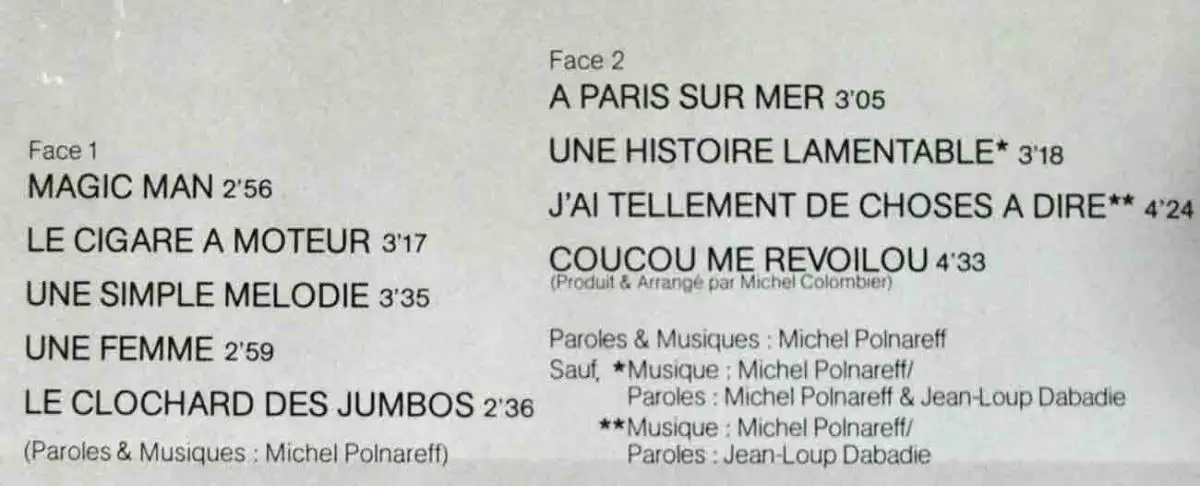 Face 1
MAGIC MAN 2'56
LE CIGARE A MOTEUR 3'17
UNE SIMPLE MELODIE 3'35
UNE FEMME 2'59
LE CLOCHARD DES JUMBOS 2'36
(Paroles & Musiques : Michel Polnareff)
Face 2
A PARIS SUR MER 3'05
UNE HISTOIRE LAMENTABLE* 3'18
J'AI TELLEMENT DE CHOSES A DIRE** 4'24
COUCOU ME REVOILOU 4'33
(Produit & Arrangé par Michel Colombier)
Paroles & Musiques : Michel Polnareff
Sauf, *Musique : Michel Polnareff/
Paroles : Michel Polnareff & Jean-Loup Dabadie
**Musique : Michel Polnareff/
Paroles : Jean-Loup Dabadie